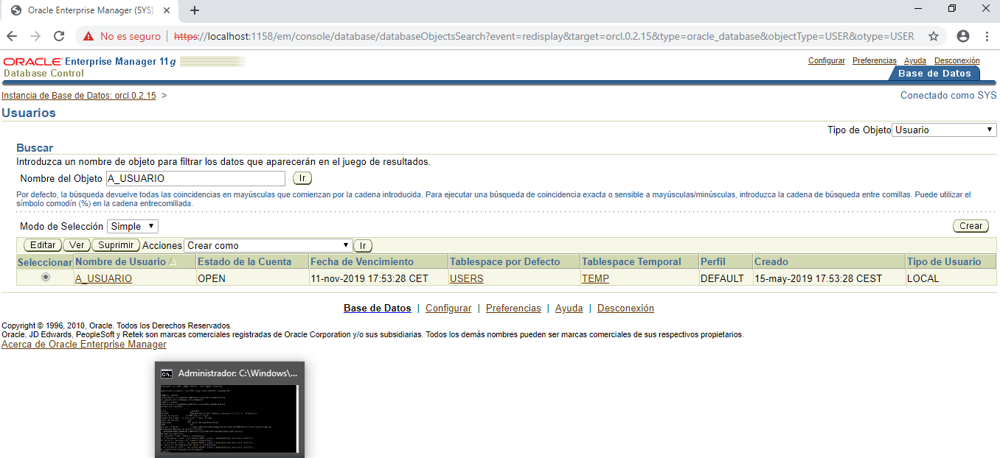 Oracle Enterprise Manager (SYS)
No es seguro | https://localhost:1158/em/console/database/databaseObjectsSearch?event=redisplay&target=orcl.0.2.15&type=oracle_database&objectType=USER&otype=USER
ORACLE Enterprise Manager 11g
Configurar Preferencias Ayuda Desconexión
Database Control
Base de Datos
Instancia de Base de Datos: orcl.0.2.15 >
Conectado como SYS
Usuarios
Tipo de Objeto Usuario
Buscar
Introduzca un nombre de objeto para filtrar los datos que aparecerán en el juego de resultados.
Nombre del Objeto A_USUARIO Ir
Por defecto, la búsqueda devuelve todas las coincidencias en mayúsculas que comienzan por la cadena introducida. Para ejecutar una búsqueda de coincidencia exacta o sensible a mayúsculas/minúsculas, introduzca la cadena de búsqueda entre comillas. Puede utilizar el
símbolo comodín (%) en la cadena entrecomillada.
Modo de Selección Simple
Crear
Editar Ver Suprimir Acciones Crear como Ir
Seleccionar Nombre de Usuario Estado de la Cuenta Fecha de Vencimiento Tablespace por Defecto Tablespace Temporal Perfil Creado Tipo de Usuario
A_USUARIO OPEN 11-nov-2019 17:53:28 CET USERS TEMP DEFAULT 15-may-2019 17:53:28 CEST LOCAL
Base de Datos | Configurar | Preferencias | Ayuda | Desconexión
Copyright © 1996, 2010, Oracle. Todos los Derechos Reservados.
Oracle, JD Edwards, PeopleSoft y Retek son marcas comerciales registradas de Oracle Corporation y/o sus subsidiarias. Todos los demás nombres pueden ser marcas comerciales de sus respectivos propietarios.
Acerca de Oracle Enterprise Manager
Administrador: C:\Windows\...